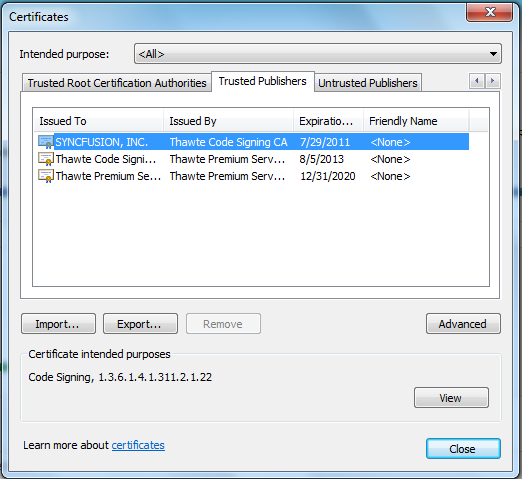 Certificates
Intended purpose: <All>
Trusted Root Certification Authorities Trusted Publishers Untrusted Publishers
Issued To Issued By Expiratio... Friendly Name
SYNCFUSION, INC. Thawte Code Signing CA 7/29/2011 <None>
Thawte Code Signi... Thawte Premium Serv... 8/5/2013 <None>
Thawte Premium Se... Thawte Premium Serv... 12/31/2020 <None>
Import... Export... Remove Advanced
Certificate intended purposes
Code Signing, 1.3.6.1.4.1.311.2.1.22
View
Learn more about certificates
Close